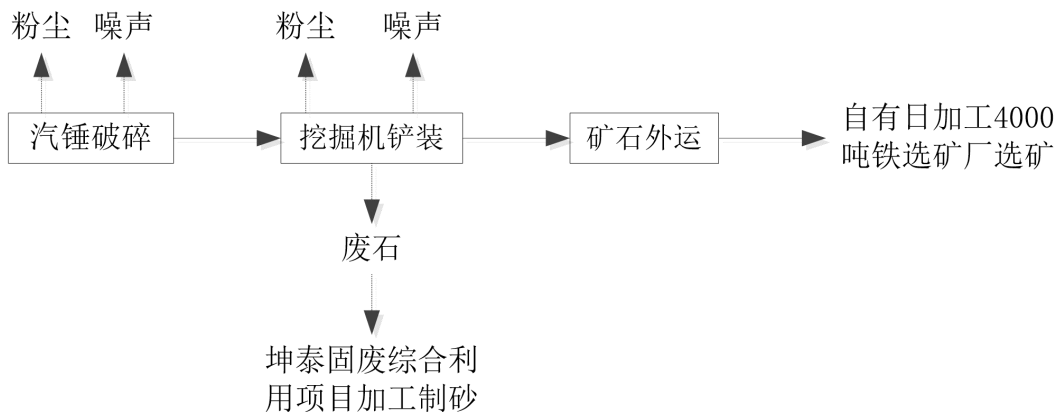 粉尘 噪声 粉尘 噪声
汽锤破碎 挖掘机铲装 矿石外运 自有日加工4000
吨铁选矿厂选矿
废石
坤泰固废综合利
用项目加工制砂